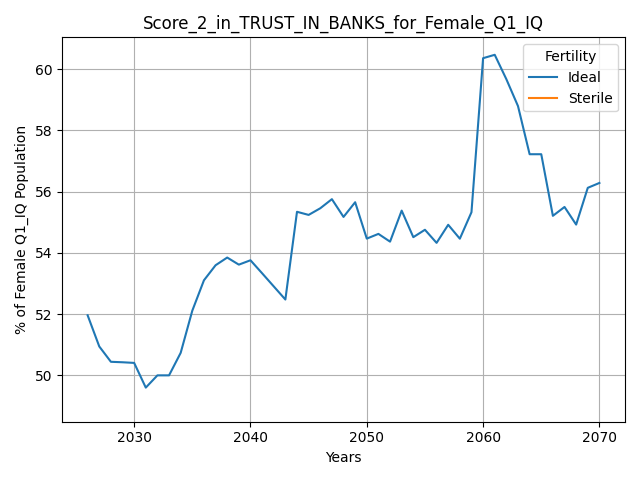 Score_2_in_TRUST_IN_BANKS_for_Female_Q1_IQ
% of Female Q1_IQ Population
60
58
56
54
52
50
Fertility
Ideal
Sterile
2030
2040
2050
2060
2070
Years